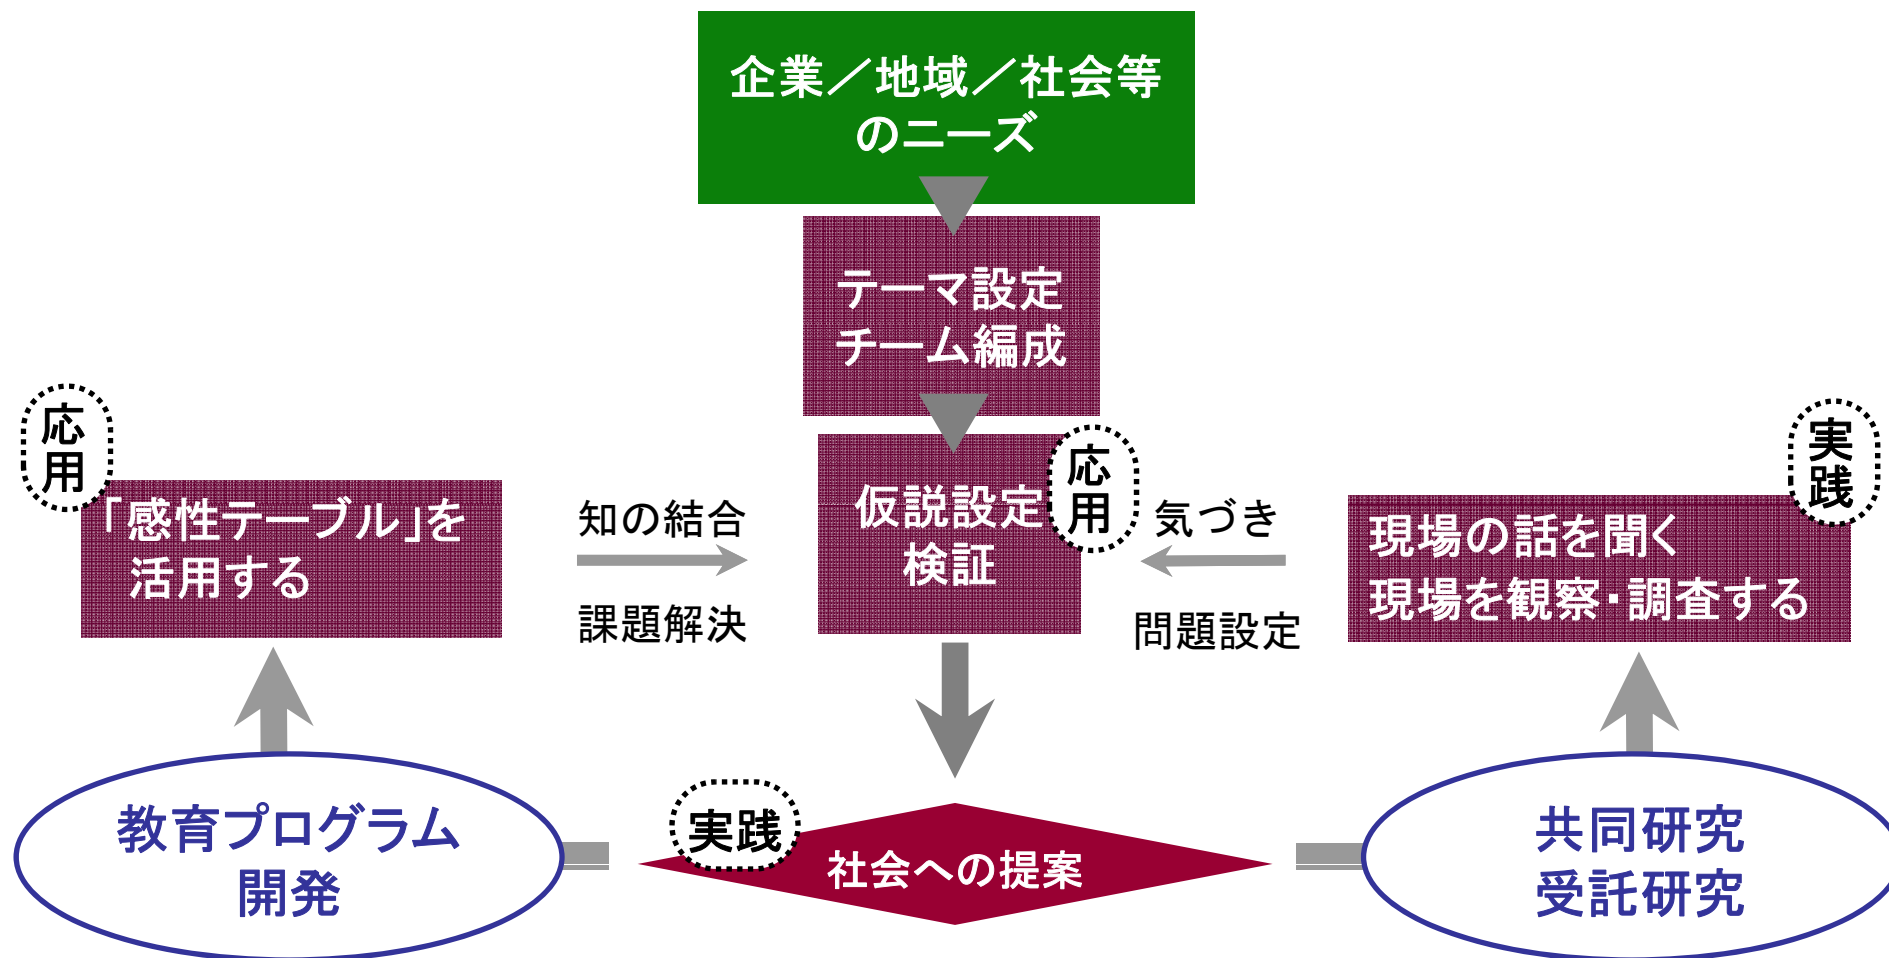 企業／地域／社会等
のニーズ
テーマ設定
チーム編成
応用
「感性テーブル」を
活用する
知の結合
課題解決
仮説設定
検証
応用
気づき
問題設定
実践
現場の話を聞く
現場を観察・調査する
教育プログラム
開発
実践
社会への提案
共同研究
受託研究